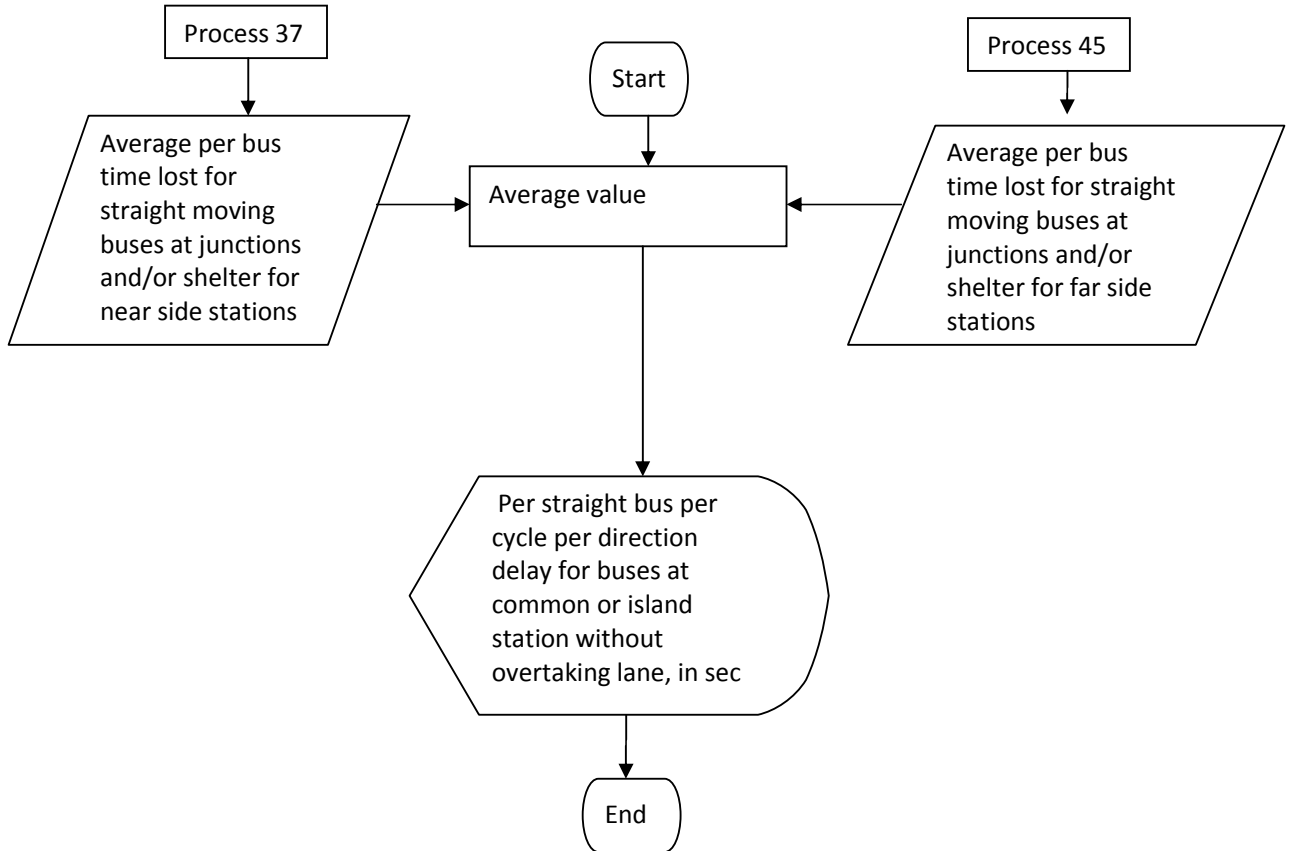 Process 37
Average per bus
time lost for
straight moving
buses at junctions
and/or shelter for
near side stations
Start
Average value
Process 45
Average per bus
time lost for straight
moving buses at
junctions and/or
shelter for far side
stations
Per straight bus per
cycle per direction
delay for buses at
common or island
station without
overtaking lane, in sec
End